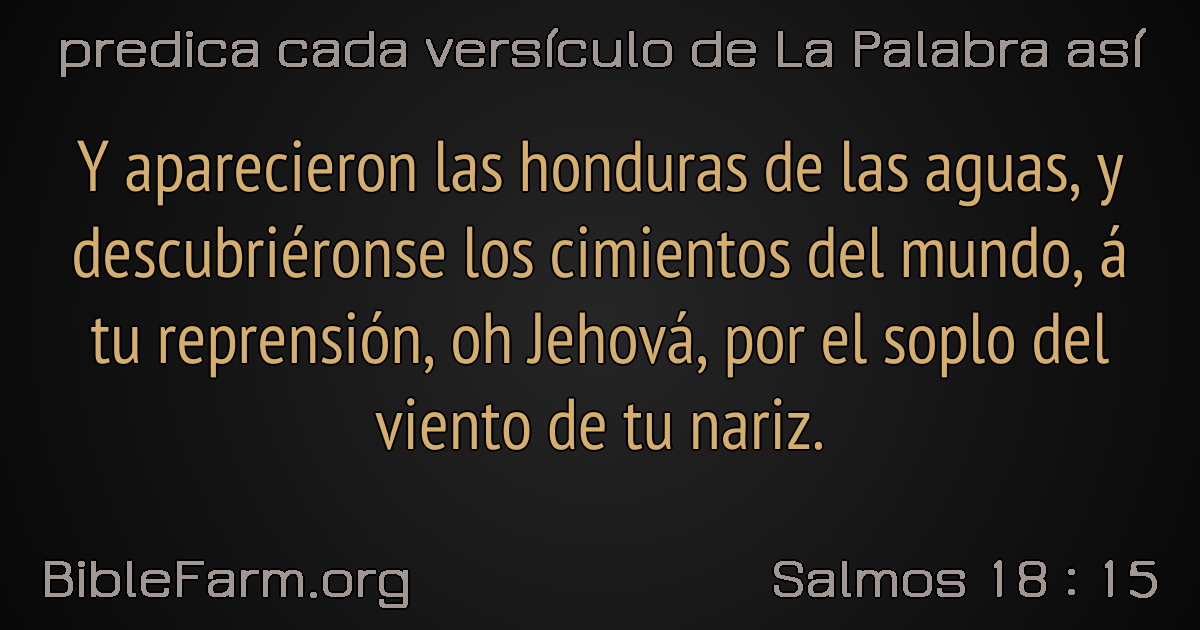 predica cada versículo de La Palabra así
Y aparecieron las honduras de las aguas, y
descubriéronse los cimientos del mundo, á
tu reprensión, oh Jehová, por el soplo del
viento de tu nariz.
BibleFarm.org
Salmos 18 : 15